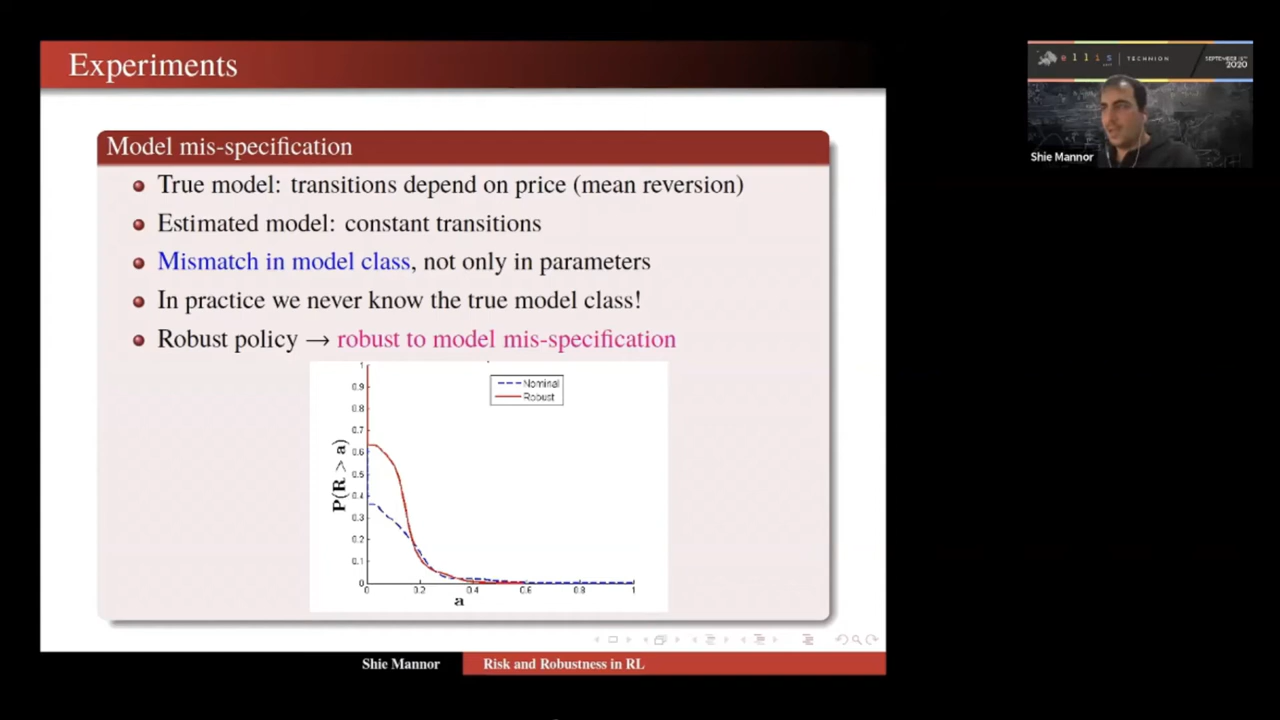 Experiments
Model mis-specification
True model: transitions depend on price (mean reversion)
Estimated model: constant transitions
Mismatch in model class, not only in parameters
In practice we never know the true model class!
Robust policy → robust to model mis-specification
Nominal
Robust
1
0.9
0.8
0.7
0.6
0.5
0.4
0.3
0.2
0.1
0
P(R > a)
0 0.2 0.4 0.6 0.8 1
a
Shie Mannor Risk and Robustness in RL
ellis TECHNION
2020
Shie Mannor